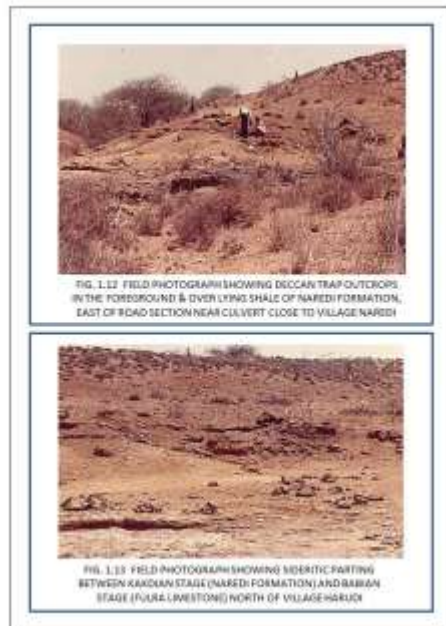 FIG. 1.12 FIELD PHOTOGRAPH SHOWING DECCAN TRAP OUTCROPS
IN THE FOREGROUND & OVER LYING SHALE OF NAREDI FORMATION,
EAST OF ROAD SECTION NEAR CULVERT CLOSE TO VILLAGE NAREDI
FIG. 1.13 FIELD PHOTOGRAPH SHOWING SIDERITIC PARTING
BETWEEN KAKDIAN STAGE (NAREDI FORMATION) AND BABIAN
STAGE (FULRA LIMESTONE) NORTH OF VILLAGE HARUDI